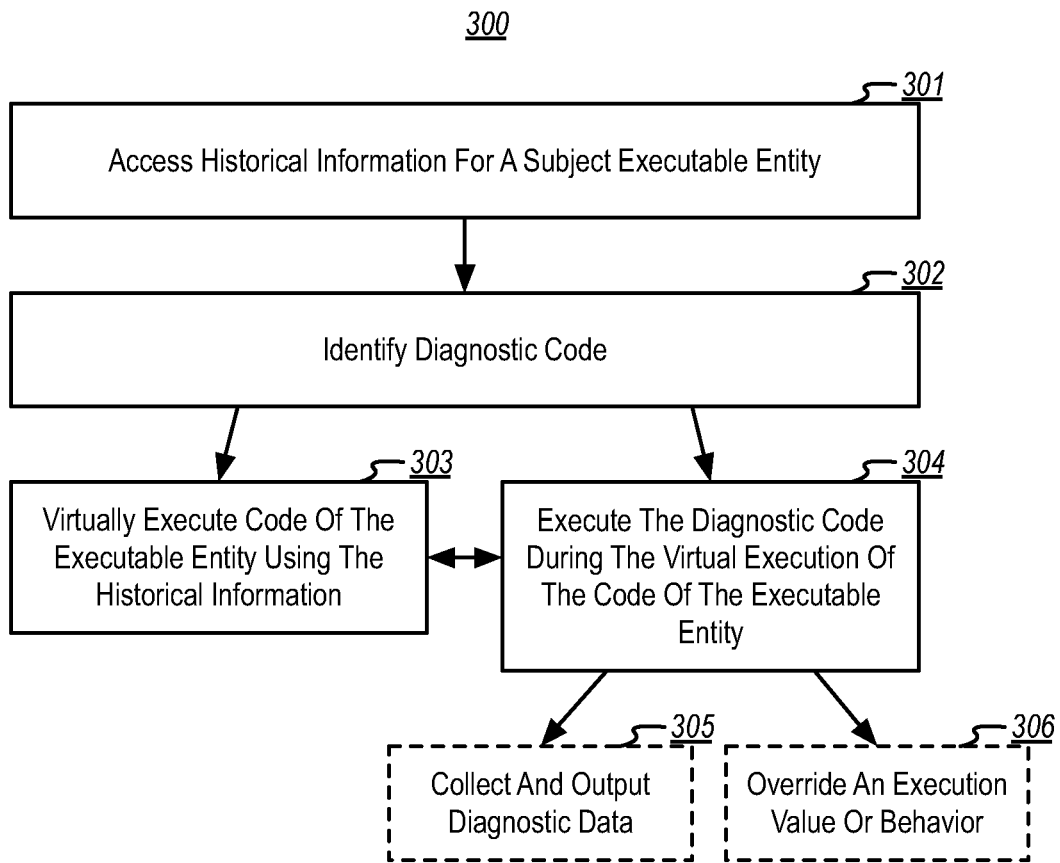 300
301
Access Historical Information For A Subject Executable Entity
302
Identify Diagnostic Code
303
Virtually Execute Code Of The
Executable Entity Using The
Historical Information
304
Execute The Diagnostic Code
During The Virtual Execution Of
The Code Of The Executable
Entity
305
Collect And Output
Diagnostic Data
306
Override An Execution
Value Or Behavior